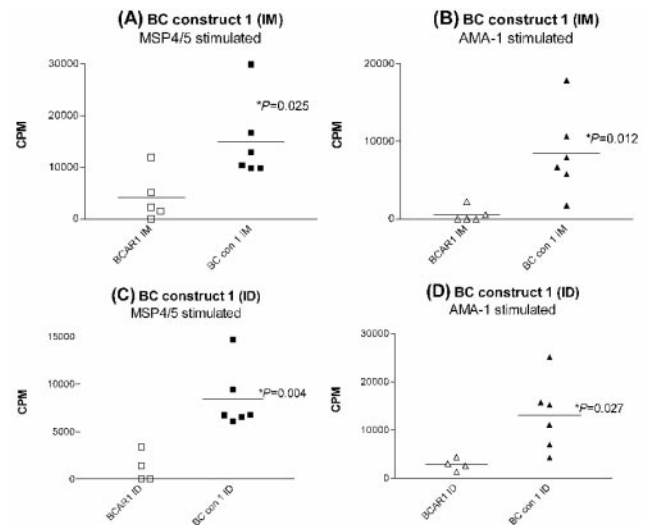 (A) BC construct 1 (IM)
MSP4/5 stimulated
30000
20000
10000
0
CPM
*P=0.025
BCAR1 IM
BC con 1 IM
(B) BC construct 1 (IM)
AMA-1 stimulated
20000
10000
0
CPM
*P=0.012
BCAR1 IM
BC con 1 IM
(C) BC construct 1 (ID)
MSP4/5 stimulated
15000
10000
5000
0
CPM
*P=0.004
BCAR1 ID
BC con 1 ID
(D) BC construct 1 (ID)
AMA-1 stimulated
30000
20000
10000
0
CPM
*P=0.027
BCAR1 ID
BC con 1 ID